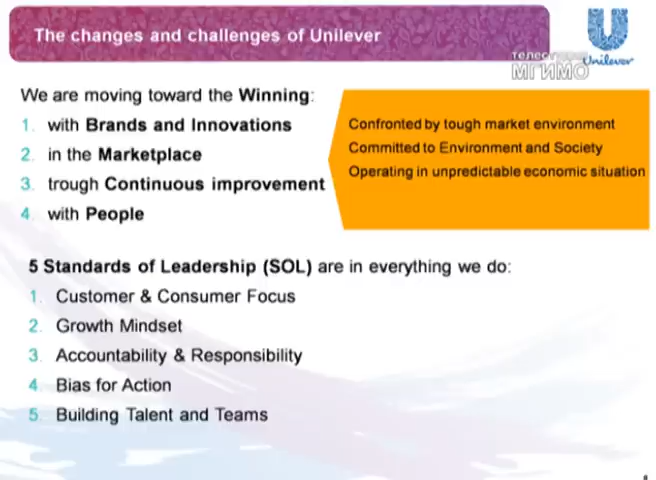 The changes and challenges of Unilever
Unilever
МГИМО
We are moving toward the Winning:
1. with Brands and Innovations
2. in the Marketplace
3. trough Continuous improvement
4. with People
Confronted by tough market environment
Committed to Environment and Society
Operating in unpredictable economic situation
5 Standards of Leadership (SOL) are in everything we do:
1. Customer & Consumer Focus
2. Growth Mindset
3. Accountability & Responsibility
4. Bias for Action
5. Building Talent and Teams